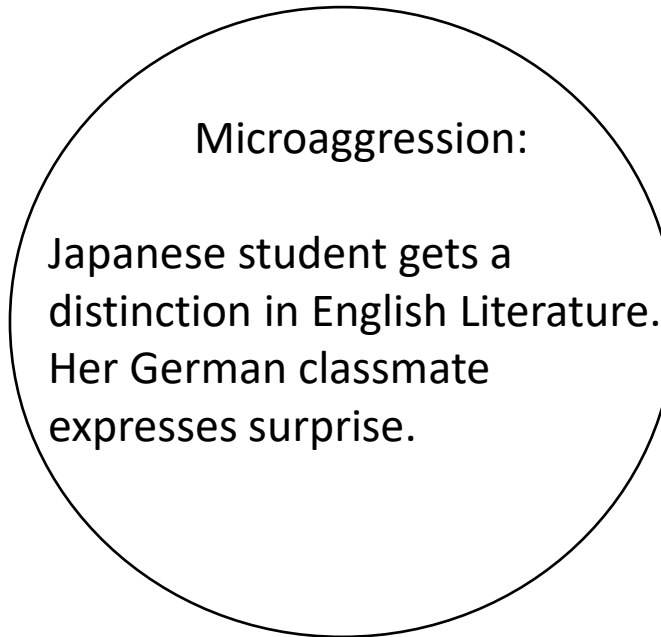 Microaggression:
Japanese student gets a
distinction in English Literature.
Her German classmate
expresses surprise.